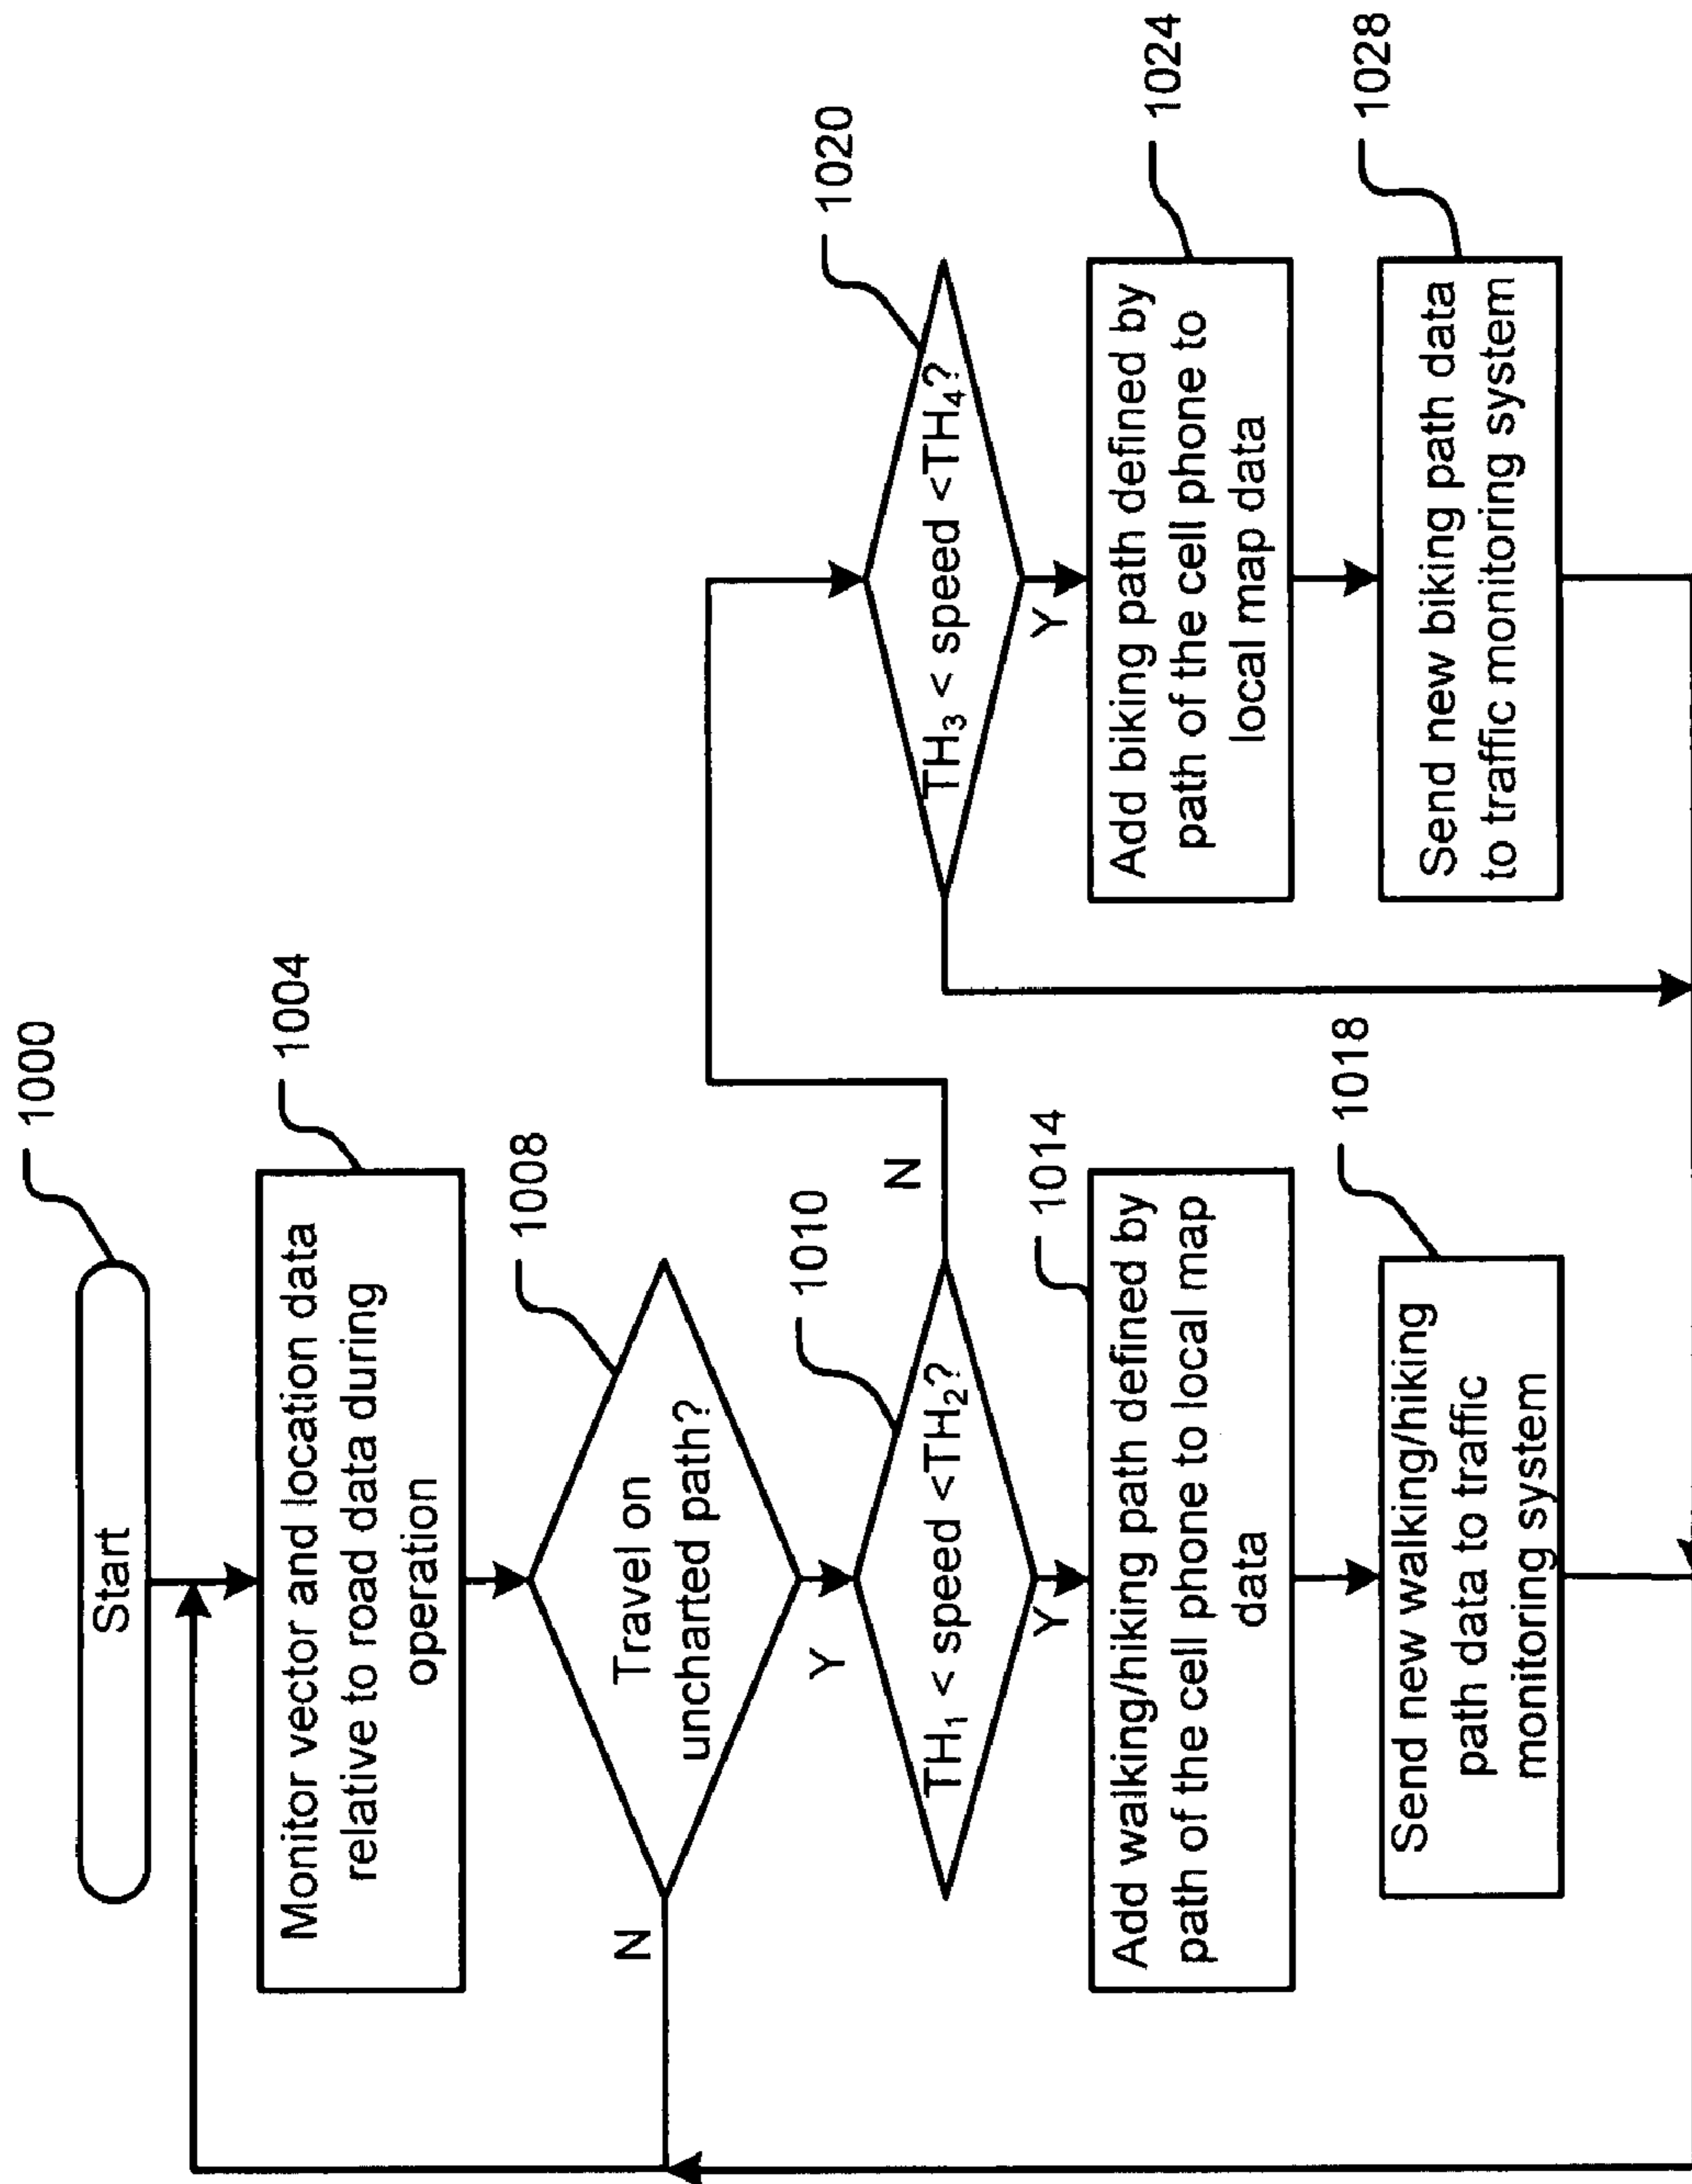 Start
1000
Monitor vector and location data
relative to road data during
operation
1004
Travel on
uncharted path?
1008
N
Y
TH₁ < speed <TH₂?
1010
N
Y
Add walking/hiking path defined by
path of the cell phone to local map
data
1014
Send new walking/hiking
path data to traffic
monitoring system
1018
TH₃ < speed <TH₄?
1020
Y
Add biking path defined by
path of the cell phone to
local map data
1024
Send new biking path data
to traffic monitoring system
1028